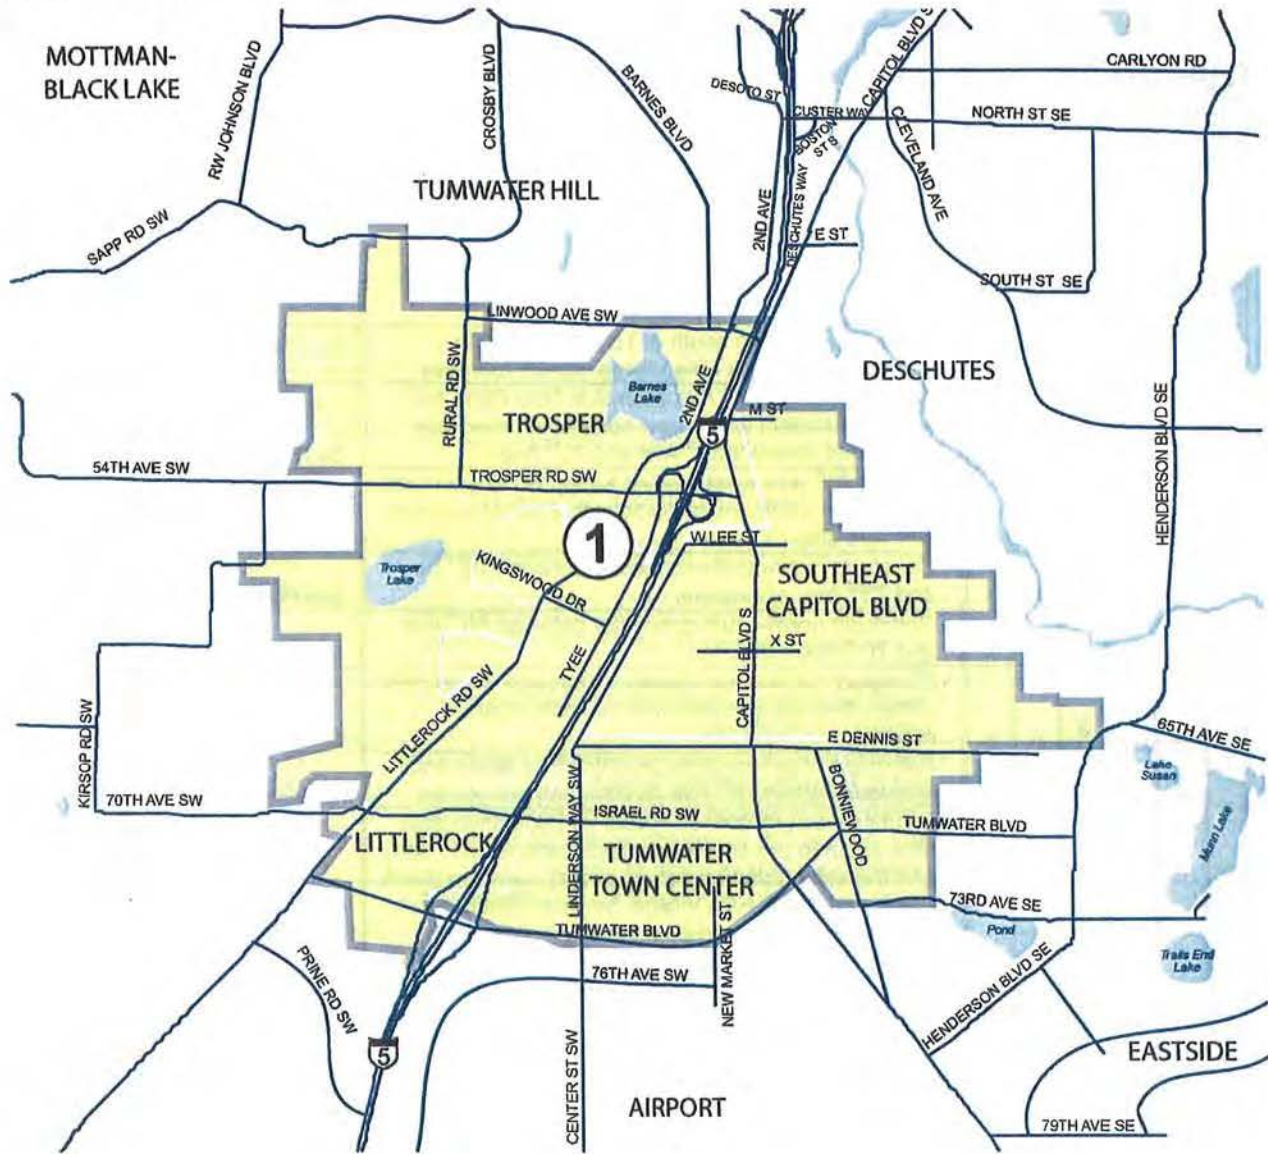 MOTTMAN-
BLACK LAKE
RW JOHNSON BLVD
CROSBY BLVD
BARNES BLVD
DESOTO ST
CUSTER WAY
BOSTON
ST S
CAPITOL BLVD S
CARLYON RD
NORTH ST SE
CLEVELAND AVE
TUMWATER HILL
SAPP RD SW
2ND AVE
DESCHUTES WAY
E ST
SOUTH ST SE
LINWOOD AVE SW
RURAL RD SW
Barnes
Lake
2ND AVE
DESCHUTES
TROSPER
M ST
5
HENDERSON BLVD SE
54TH AVE SW
TROSPER RD SW
1
W LEE ST
Trosper
Lake
KINGSWOOD DR
SOUTHEAST
CAPITOL BLVD
X ST
CAPITOL BLVD S
TYEE
LITTLEROCK RD SW
KIRSOP RD SW
E DENNIS ST
65TH AVE SE
Lake
Susan
Munn Lake
70TH AVE SW
LINDERSON WAY SW
ISRAEL RD SW
BONNIEWOOD
TUMWATER BLVD
LITTLEROCK
TUMWATER
TOWN CENTER
73RD AVE SE
Pond
Trails End
Lake
TUMWATER BLVD
NEW MARKET ST
PRINE RD SW
76TH AVE SW
HENDERSON BLVD SE
5
CENTER ST SW
AIRPORT
EASTSIDE
79TH AVE SE